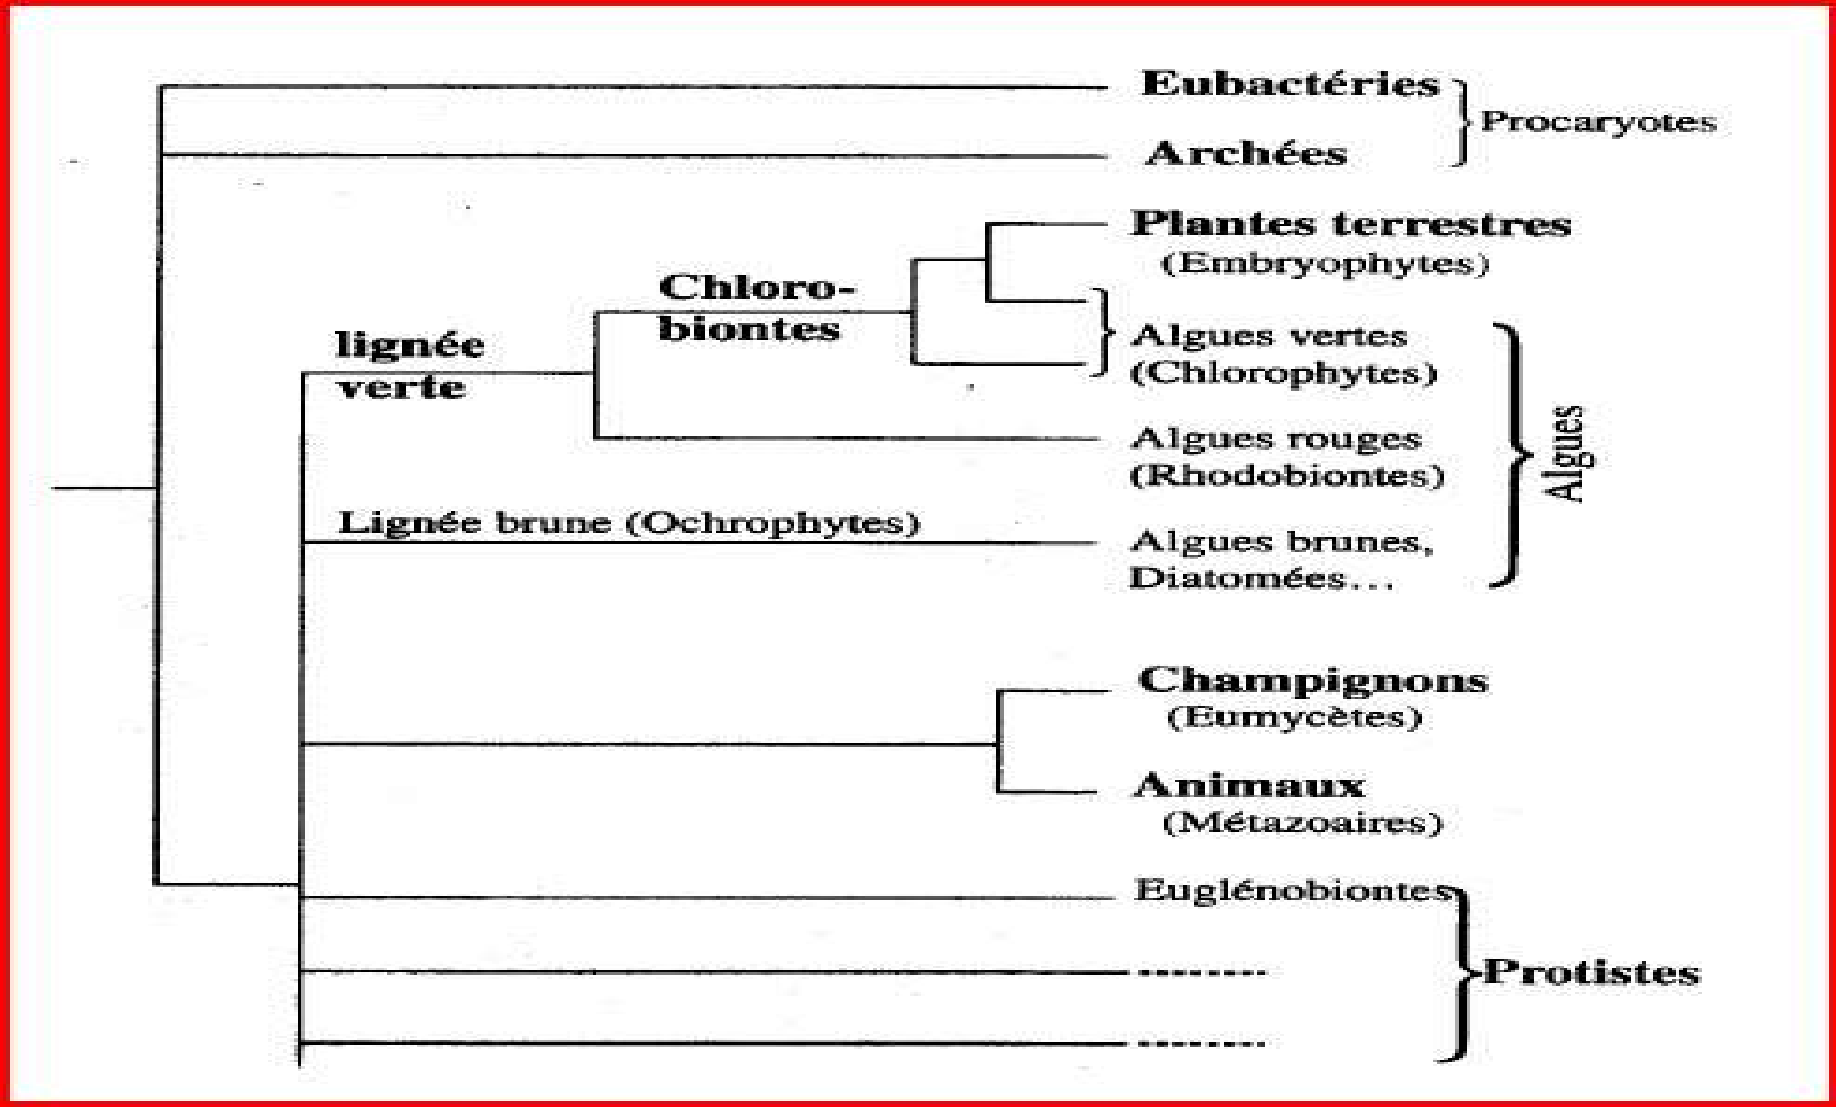 Eubactéries
Procaryotes
Archées
Plantes terrestres
(Embryophytes)
Chloro-
biontes
lignée
verte
Algues vertes
(Chlorophytes)
Algues rouges
(Rhodobiontes)
Algues
Lignée brune (Ochrophytes)
Algues brunes,
Diatomées...
Champignons
(Eumycètes)
Animaux
(Métazoaires)
Euglénobiontes
Protistes